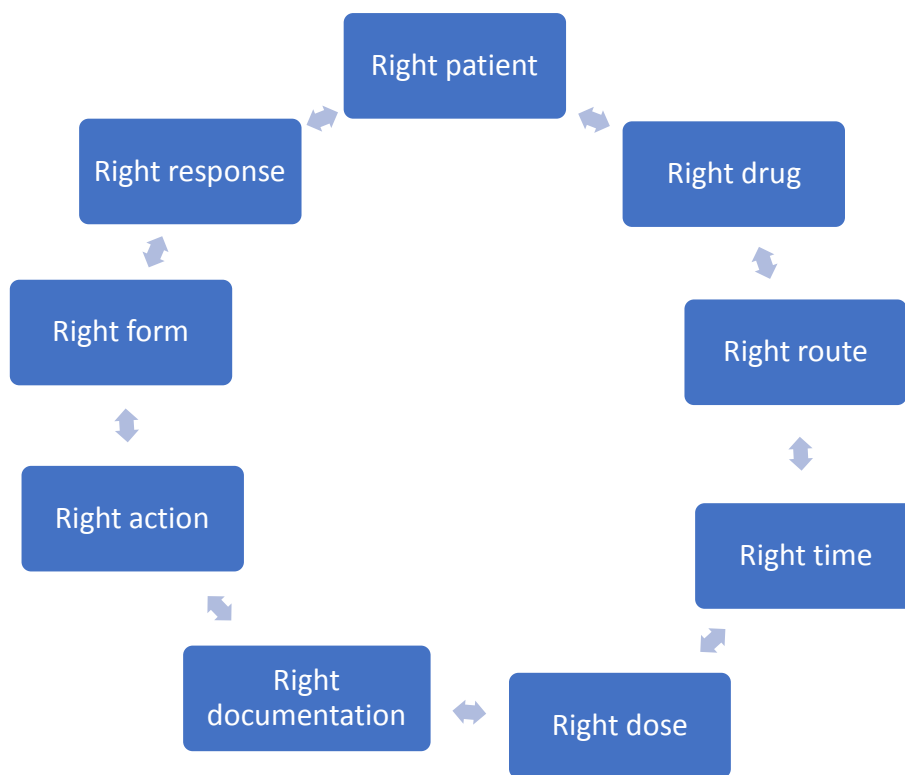 Right patient
Right drug
Right route
Right time
Right dose
Right
documentation
Right action
Right form
Right response